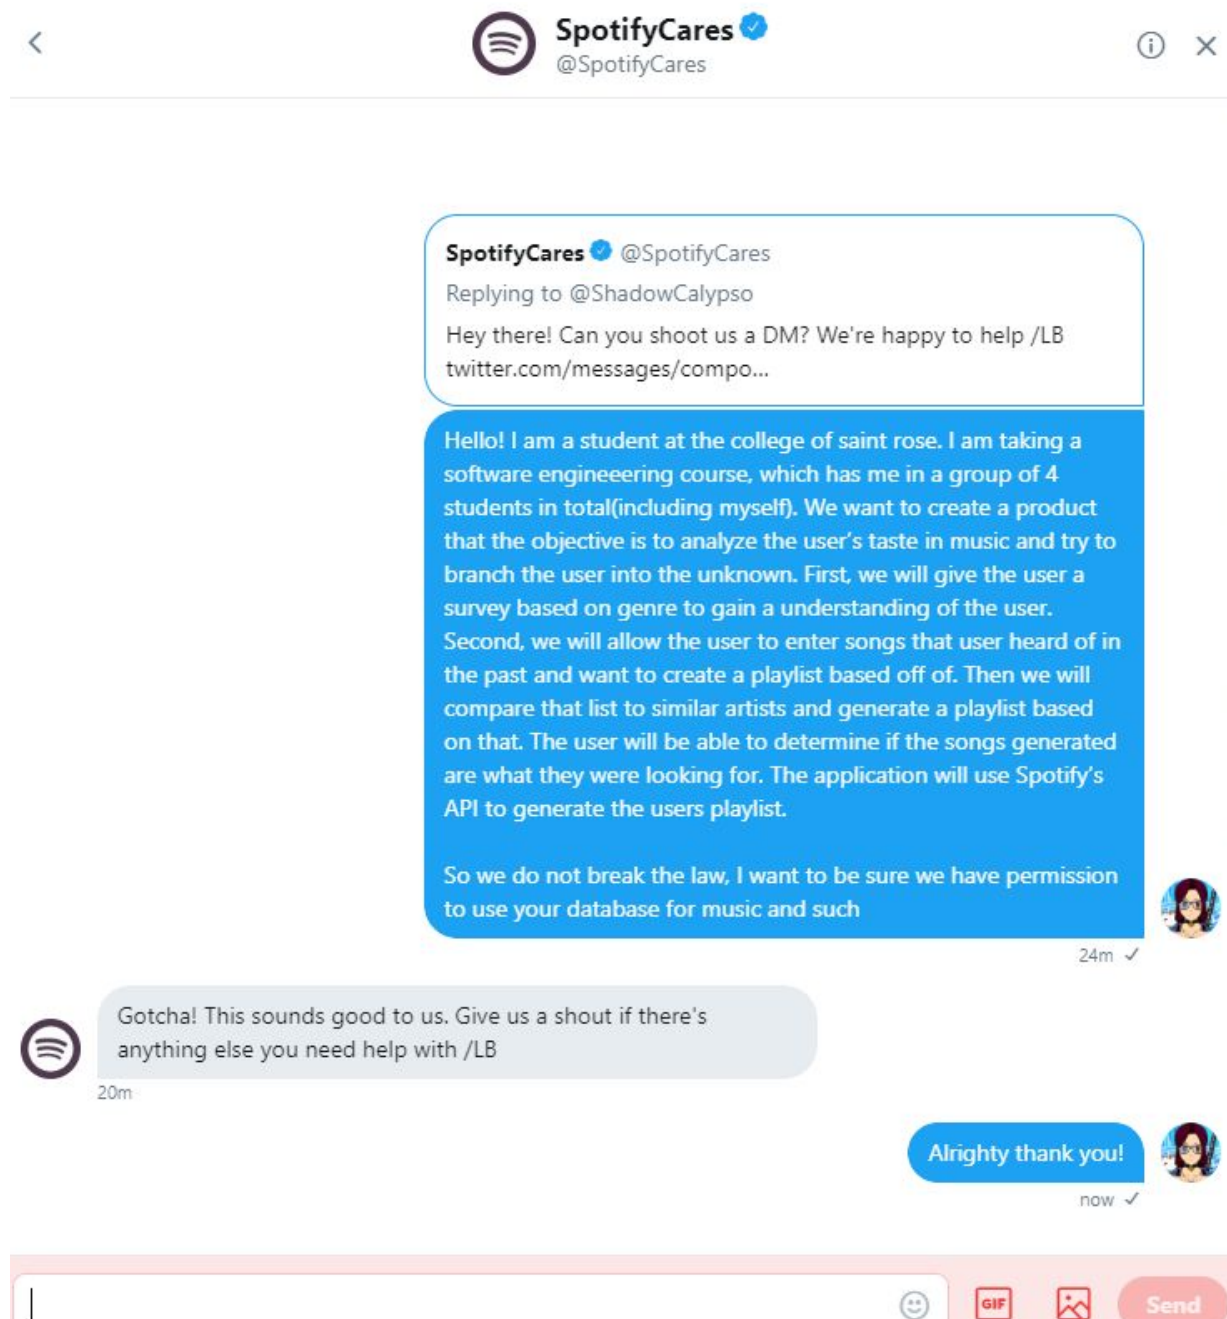 SpotifyCares
@SpotifyCares
SpotifyCares @SpotifyCares
Replying to @ShadowCalypso
Hey there! Can you shoot us a DM? We're happy to help /LB
twitter.com/messages/compo...
Hello! I am a student at the college of saint rose. I am taking a
software engineeering course, which has me in a group of 4
students in total(including myself). We want to create a product
that the objective is to analyze the user's taste in music and try to
branch the user into the unknown. First, we will give the user a
survey based on genre to gain a understanding of the user.
Second, we will allow the user to enter songs that user heard of in
the past and want to create a playlist based off of. Then we will
compare that list to similar artists and generate a playlist based
on that. The user will be able to determine if the songs generated
are what they were looking for. The application will use Spotify's
API to generate the users playlist.
So we do not break the law, I want to be sure we have permission
to use your database for music and such
24m
Gotcha! This sounds good to us. Give us a shout if there's
anything else you need help with /LB
20m
Alrighty thank you!
now
GIF
Send